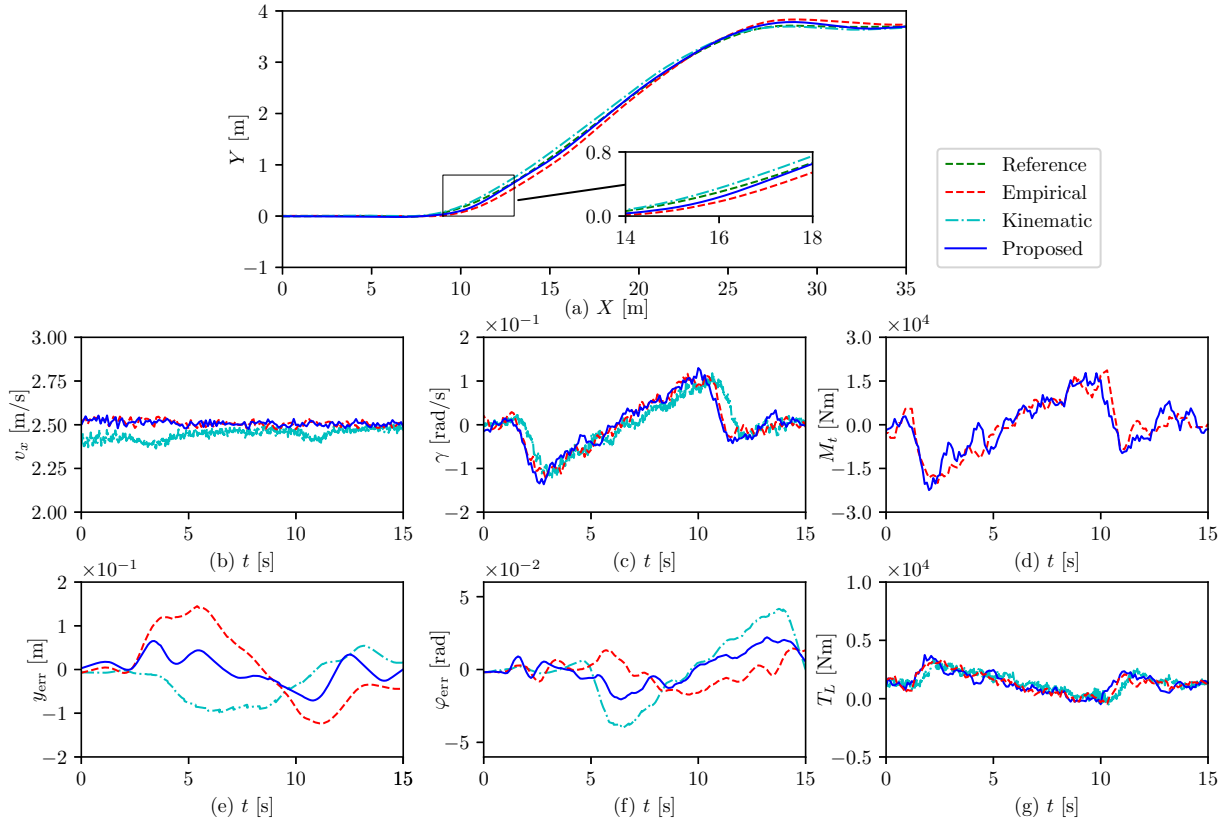 4
3
2
1
0
−1
Y [m]
0.8
0.0
14
16
18
0 5 10 15 20 25 30 35
(a) X [m]
Reference
Empirical
Kinematic
Proposed
3.00
2.75
2.50
2.25
2.00
v_x [m/s]
0 5 10 15
(b) t [s]
×10⁻¹
2
1
0
−1
−2
γ [rad/s]
0 5 10 15
(c) t [s]
×10⁴
3.0
1.5
0.0
−1.5
−3.0
M_t [Nm]
0 5 10 15
(d) t [s]
×10⁻¹
2
1
0
−1
−2
y_err [m]
0 5 10 15
(e) t [s]
×10⁻²
5
0
−5
φ_err [rad]
0 5 10 15
(f) t [s]
×10⁴
1.0
0.5
0.0
−0.5
T_L [Nm]
0 5 10 15
(g) t [s]